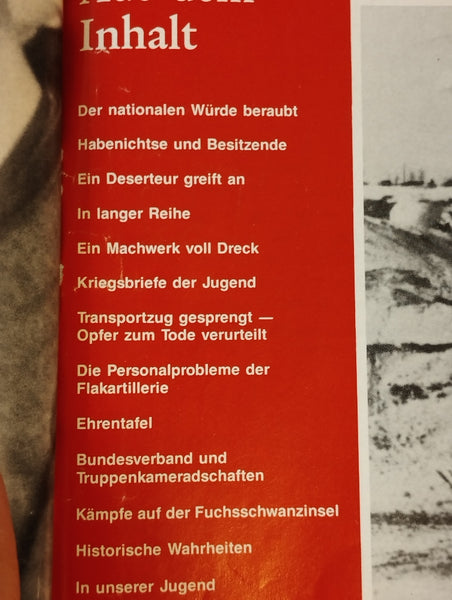 Inhalt
Der nationalen Würde beraubt
Habenichtse und Besitzende
Ein Deserteur greift an
In langer Reihe
Ein Machwerk voll Dreck
Kriegsbriefe der Jugend
Transportzug gesprengt —
Opfer zum Tode verurteilt
Die Personalprobleme der
Flakartillerie
Ehrentafel
Bundesverband und
Truppenkameradschaften
Kämpfe auf der Fuchsschwanzinsel
Historische Wahrheiten
In unserer Jugend